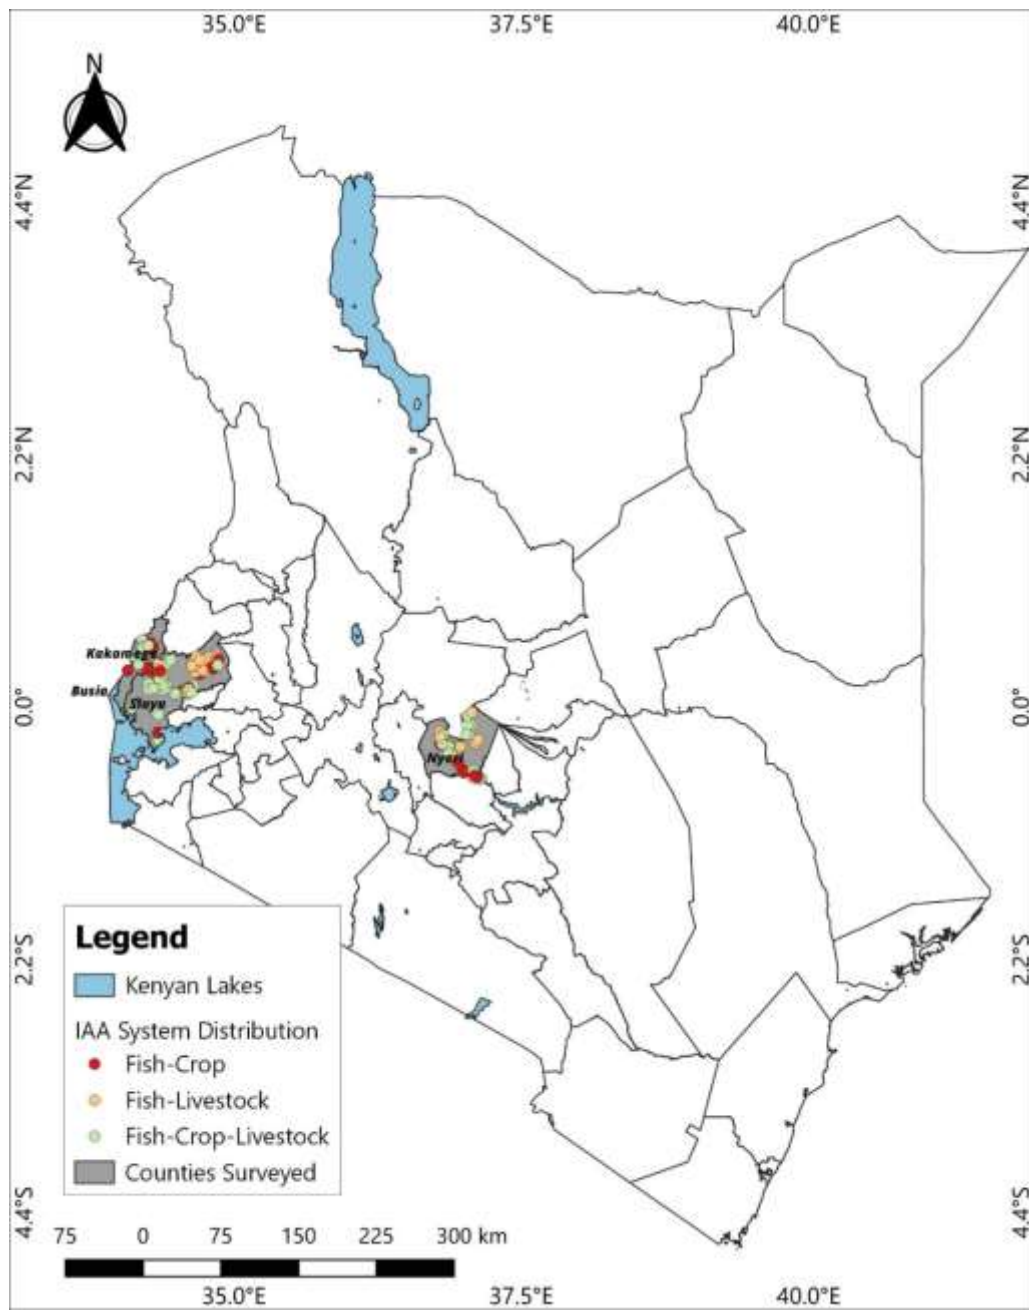 35.0°E 37.5°E 40.0°E
N
4.4°N 4.4°N
2.2°N 2.2°N
Kakamega
Busia
Siaya
0.0° 0.0°
Nyeri
Legend
Kenyan Lakes
IAA System Distribution
Fish-Crop
Fish-Livestock
Fish-Crop-Livestock
Counties Surveyed
2.2°S 2.2°S
4.4°S 4.4°S
75 0 75 150 225 300 km
35.0°E 37.5°E 40.0°E